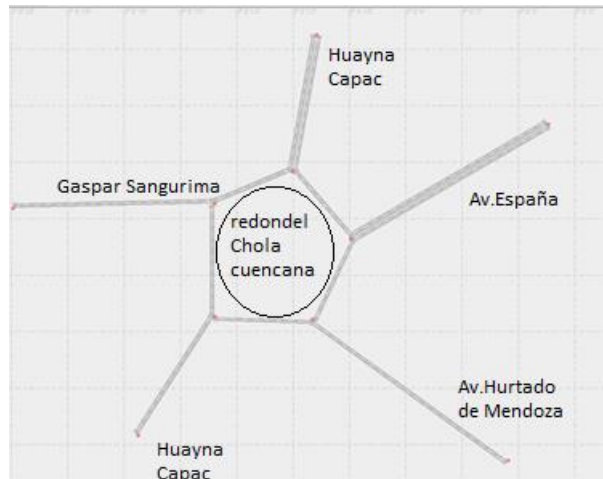 Huayna
Capac
Gaspar Sangurima
Av.España
redondel
Chola
cuencana
Av.Hurtado
de Mendoza
Huayna
Capac